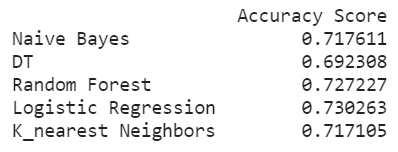 Accuracy Score
Naive Bayes 0.717611
DT 0.692308
Random Forest 0.727227
Logistic Regression 0.730263
K_nearest Neighbors 0.717105